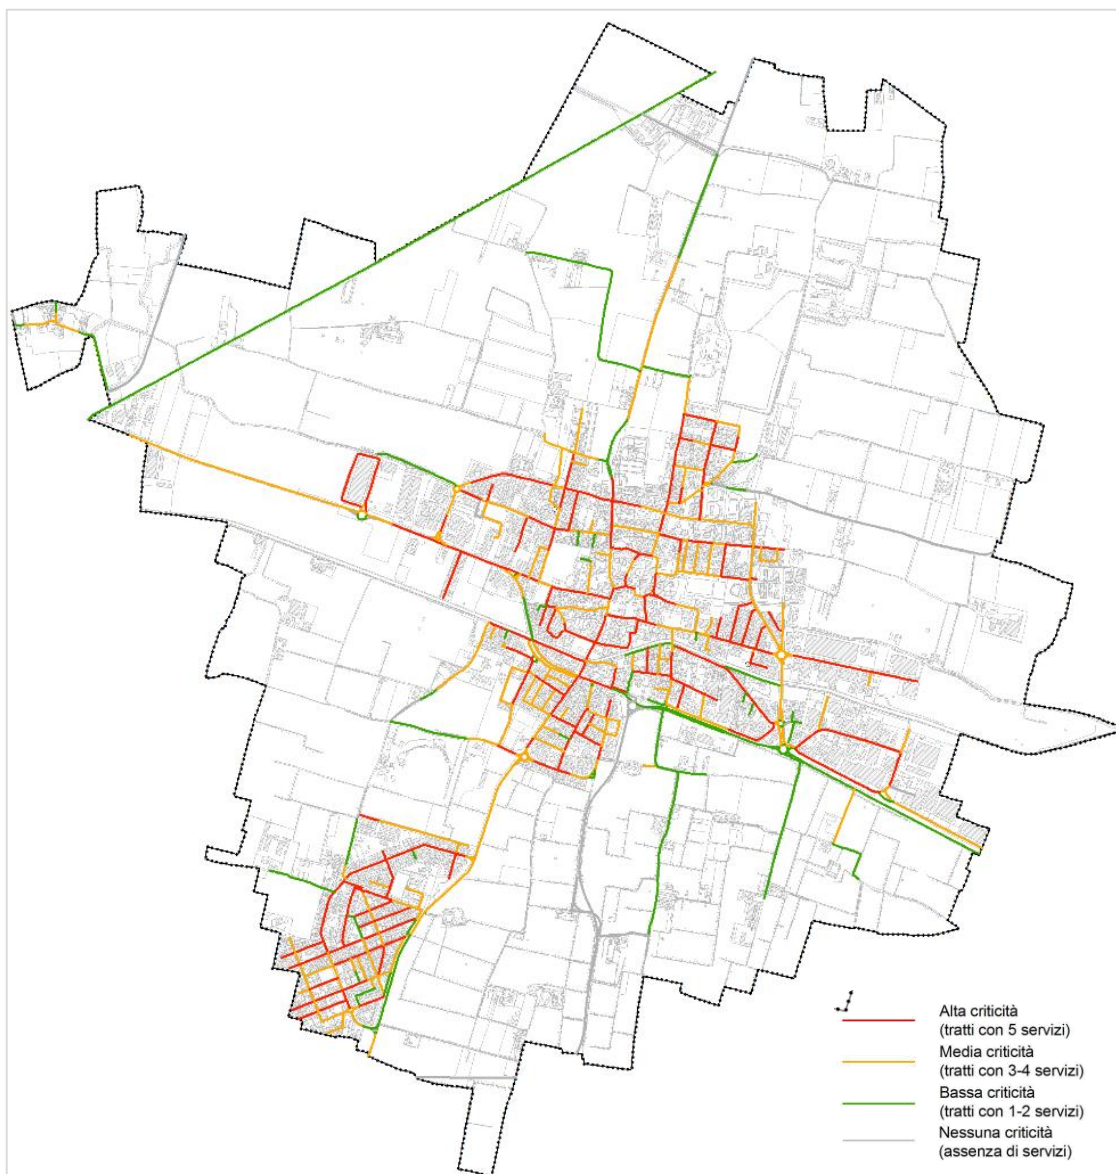 Alta criticità
(tratti con 5 servizi)
Media criticità
(tratti con 3-4 servizi)
Bassa criticità
(tratti con 1-2 servizi)
Nessuna criticità
(assenza di servizi)